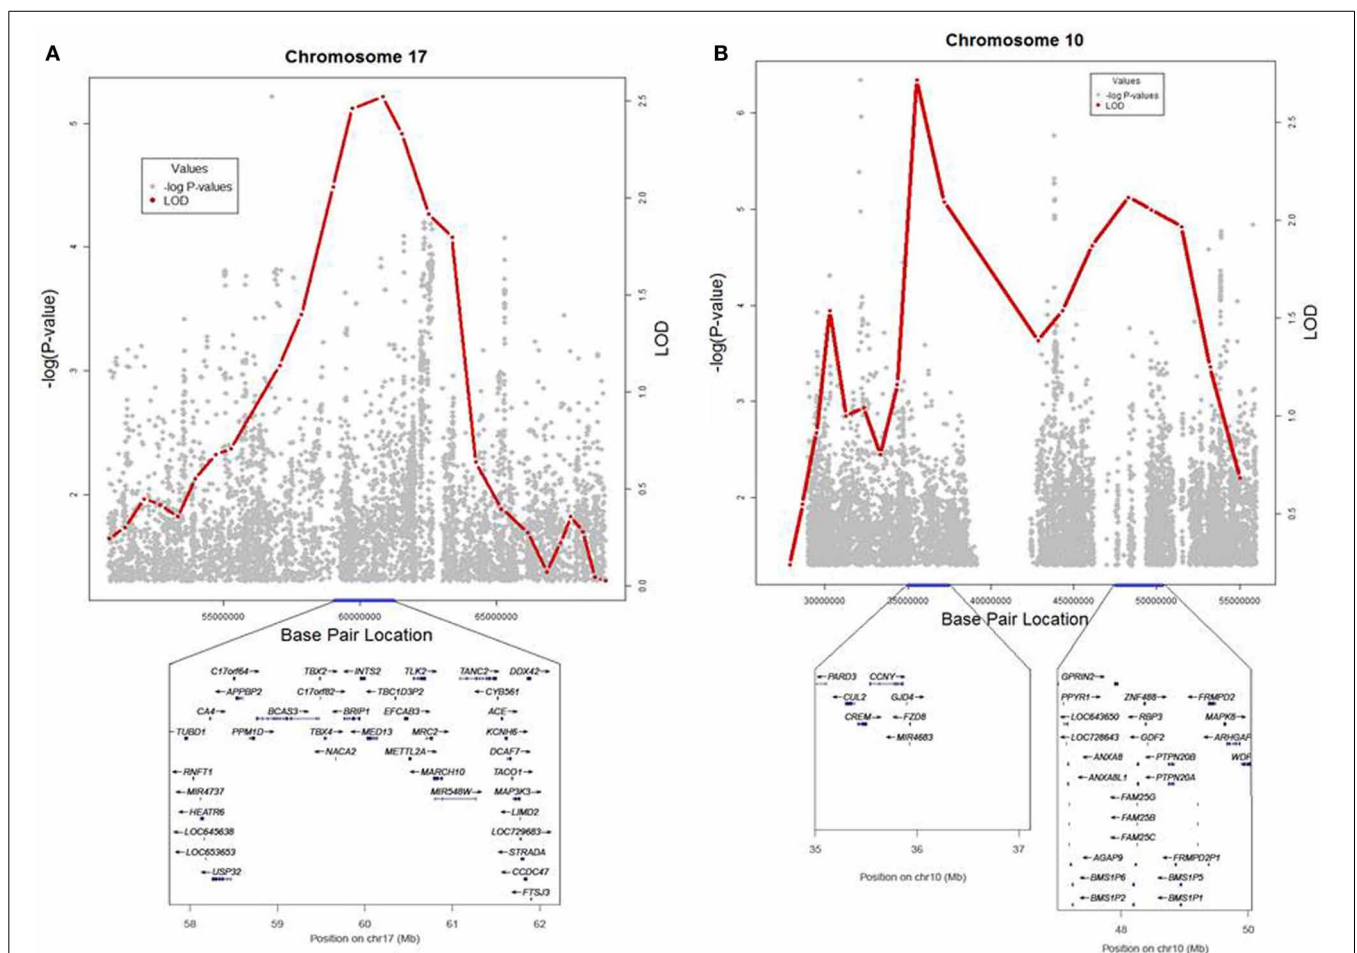 A
Chromosome 17
-log(P-value)
5
4
3
2
Values
-log P-values
LOD
2.5
2.0
1.5
1.0
0.5
0.0
LOD
55000000 60000000 65000000
Base Pair Location
C17orf64 TBX2 INTS2 TLK2 TANC2 DDX42
APPBP2 C17orf82 TBC1D3P2 CYB561
CA4 BCAS3 BRIP1 EFCAB3 ACE
TUBD1 PPM1D TBX4 MED13 MRC2 KCNH6
NACA2 METTL2A DCAF7
RNFT1 MARCH10 TACO1
MIR4737 MIR548W MAP3K3
HEATR6 LIMD2
LOC645638 LOC729683
LOC653653 STRADA
USP32 CCDC47
FTSJ3
58 59 60 61 62
Position on chr17 (Mb)
B
Chromosome 10
-log(P-value)
6
5
4
3
2
Values
-log P-values
LOD
2.5
2.0
1.5
1.0
0.5
LOD
30000000 35000000 40000000 45000000 50000000 55000000
Base Pair Location
PARD3 CCNY
CUL2 GJD4
CREM FZD8
MIR4683
35 36 37
Position on chr10 (Mb)
GPRIN2
PPYR1 ZNF488 FRMPD2
LOC643650 RBP3 MAPK8
LOC728643 GDF2 ARHGAF
ANXA8 PTPN20B WDF
ANXA8L1 PTPN20A
FAM25G
FAM25B
FAM25C
AGAP9 FRMPD2P1
BMS1P6 BMS1P5
BMS1P2 BMS1P1
48 50
Position on chr10 (Mb)